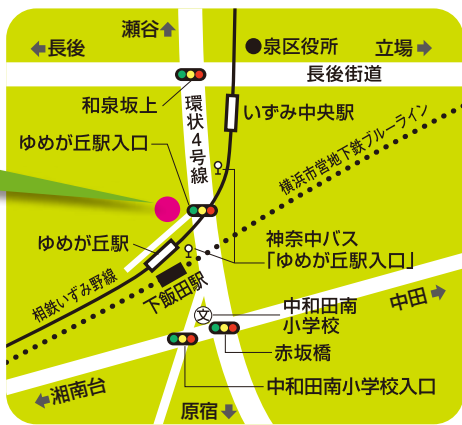 瀬谷
長後
泉区役所
立場
長後街道
和泉坂上
環状4号線
いずみ中央駅
ゆめが丘駅入口
横浜市営地下鉄ブルーライン
ゆめが丘駅
神奈中バス
「ゆめが丘駅入口」
相鉄いずみ野線
下飯田駅
中田
文
中和田南
小学校
赤坂橋
中和田南小学校入口
湘南台
原宿